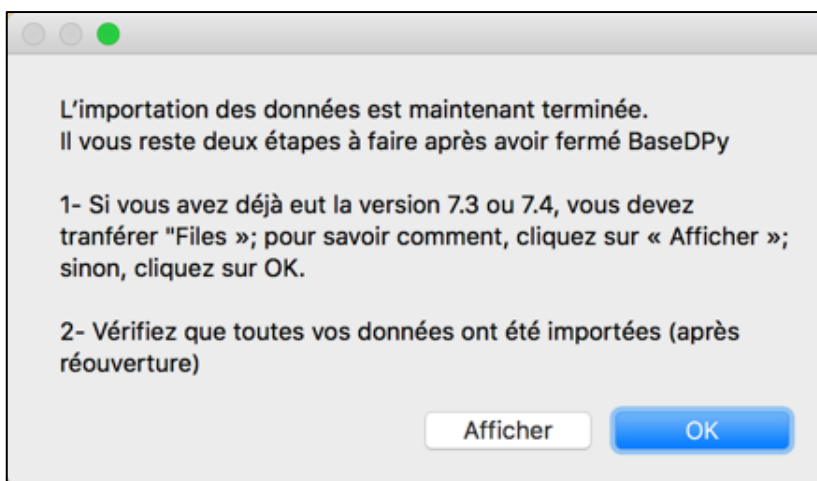 L’importation des données est maintenant terminée.
Il vous reste deux étapes à faire après avoir fermé BaseDPy
1- Si vous avez déjà eut la version 7.3 ou 7.4, vous devez
tranférer "Files »; pour savoir comment, cliquez sur « Afficher »;
sinon, cliquez sur OK.
2- Vérifiez que toutes vos données ont été importées (après
réouverture)
Afficher
OK